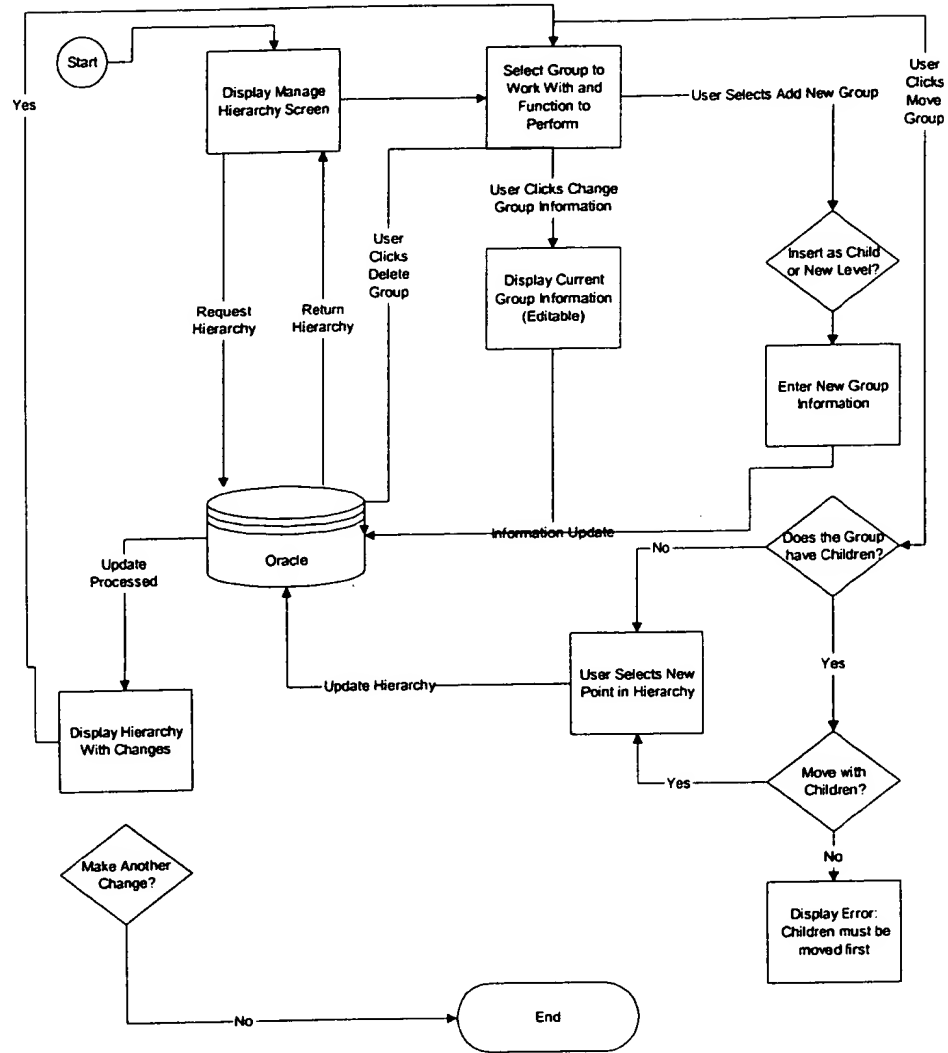 Start
Yes
Display Manage
Hierarchy Screen
Select Group to
Work With and
Function to
Perform
User Selects Add New Group
User
Clicks
Move
Group
User Clicks Change
Group Information
User
Clicks
Delete
Group
Insert as Child
or New Level?
Display Current
Group Information
(Editable)
Request
Hierarchy
Return
Hierarchy
Enter New Group
Information
Information Update
Oracle
Does the Group
have Children?
No
Update
Processed
Yes
User Selects New
Point in Hierarchy
Update Hierarchy
Display Hierarchy
With Changes
Move with
Children?
Yes
No
Make Another
Change?
Display Error:
Children must be
moved first
No
End